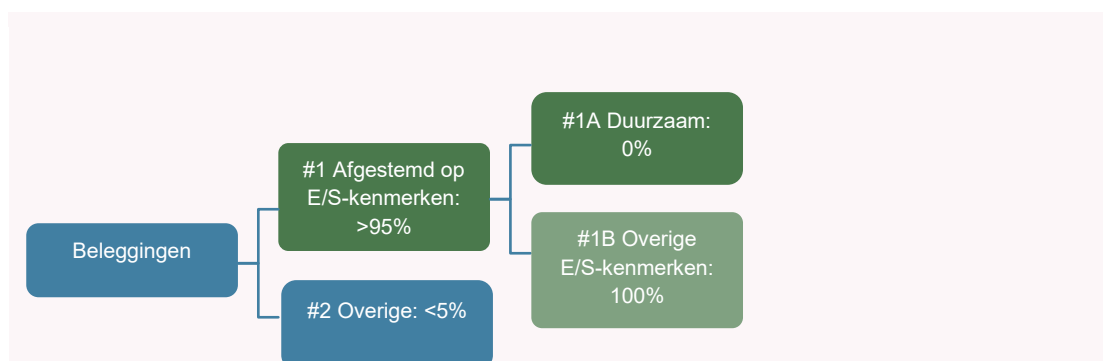 #1A Duurzaam:
0%
#1 Afgestemd op
E/S-kenmerken:
>95%
#1B Overige
E/S-kenmerken:
100%
Beleggingen
#2 Overige: <5%